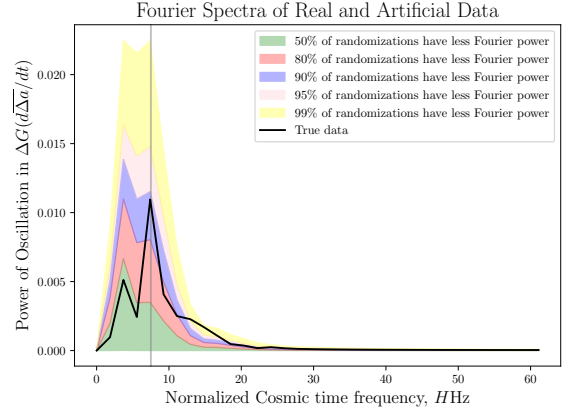 Fourier Spectra of Real and Artificial Data
50% of randomizations have less Fourier power
80% of randomizations have less Fourier power
90% of randomizations have less Fourier power
95% of randomizations have less Fourier power
99% of randomizations have less Fourier power
True data
Power of Oscillation in ΔG(d\overline{Δa}/dt)
0.020
0.015
0.010
0.005
0.000
0 10 20 30 40 50 60
Normalized Cosmic time frequency, HHz